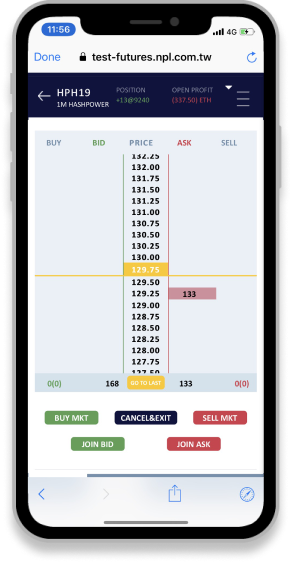 11:56
4G
Done
test-futures.npl.com.tw
HPH19 POSITION OPEN PROFIT
1M HASHPOWER +13@9240 (337.50) ETH
BUY BID PRICE ASK SELL
132.25
132.00
131.75
131.50
131.25
131.00
130.75
130.50
130.25
130.00
129.75
129.50
129.25 133
129.00
128.75
128.50
128.25
128.00
127.75
127.50
0(0) 168 GO TO LAST 133 0(0)
BUY MKT CANCEL&EXIT SELL MKT
JOIN BID JOIN ASK